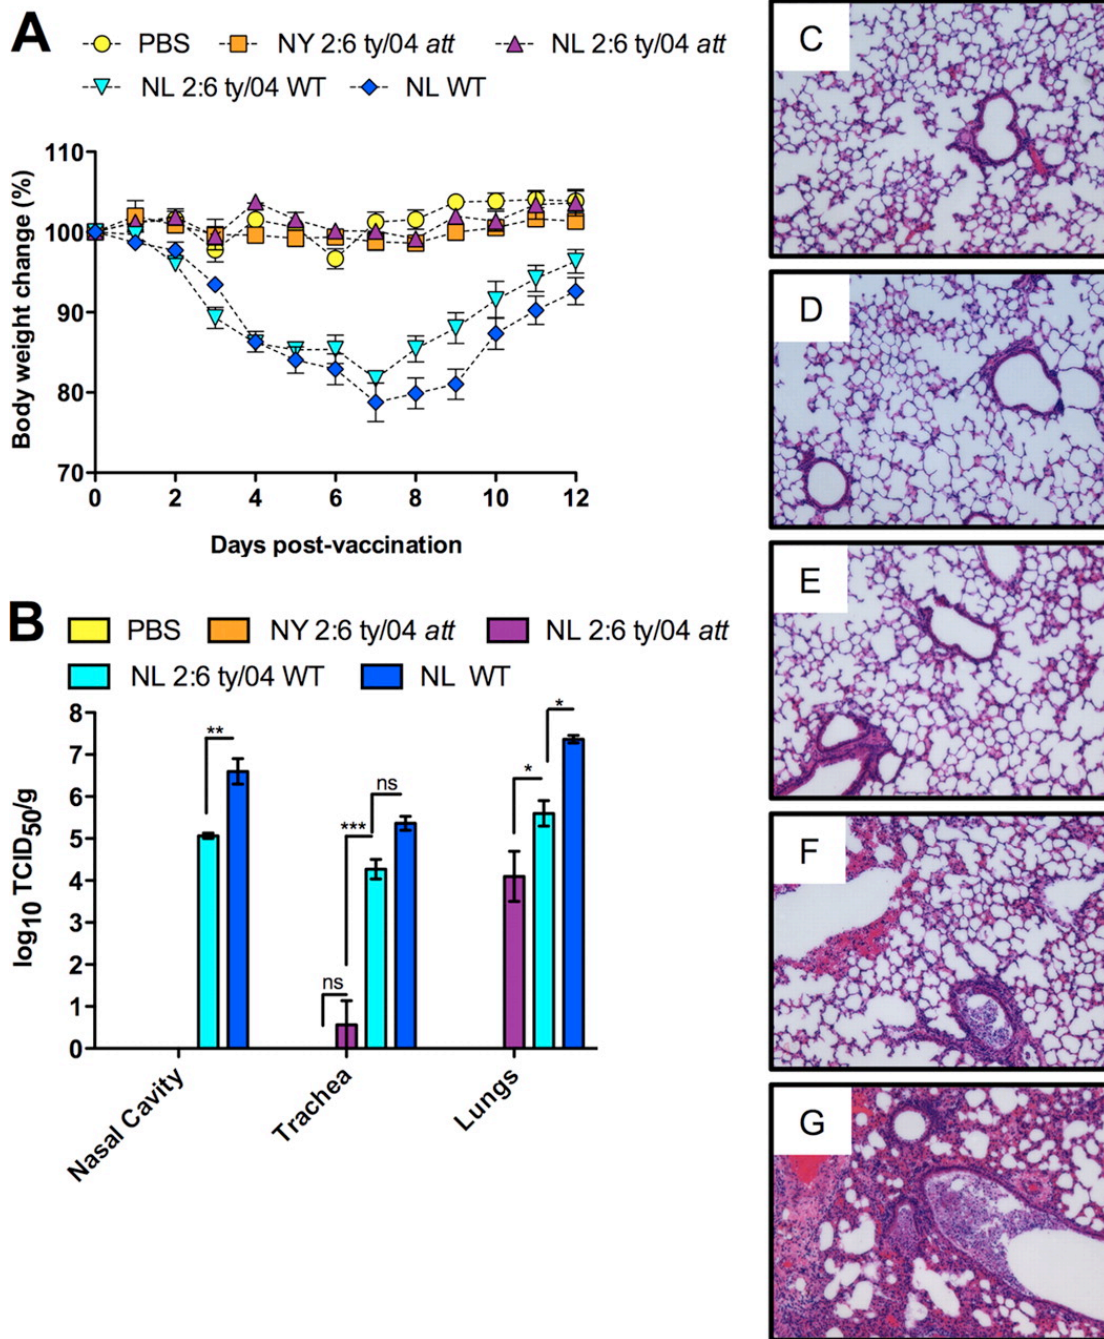 A
PBS NY 2:6 ty/04 att NL 2:6 ty/04 att
NL 2:6 ty/04 WT NL WT
110
100
90
80
70
Body weight change (%)
0 2 4 6 8 10 12
Days post-vaccination
B
PBS NY 2:6 ty/04 att NL 2:6 ty/04 att
NL 2:6 ty/04 WT NL WT
8
7
6
5
4
3
2
1
0
log10 TCID50/g
**
ns
***
ns
*
*
Nasal Cavity
Trachea
Lungs
C
D
E
F
G